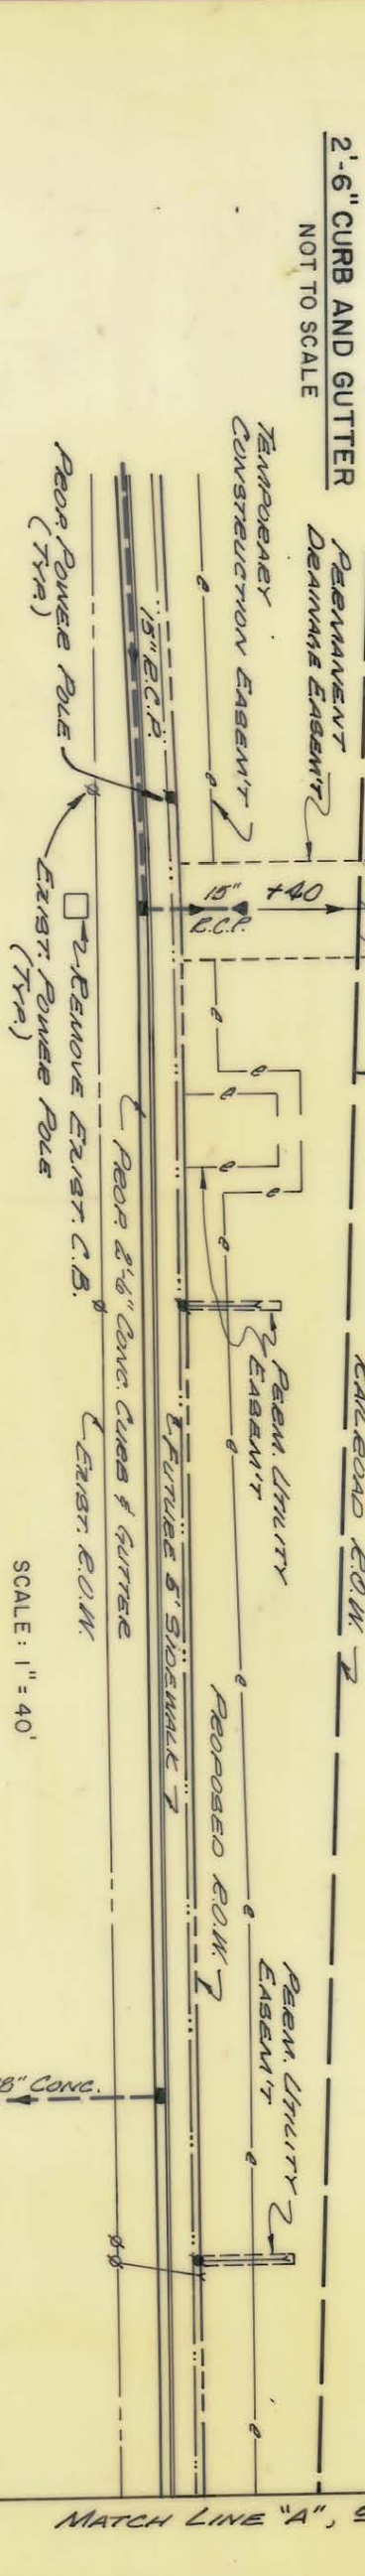 2'-6" CURB AND GUTTER
NOT TO SCALE
PERMANENT
DRAINAGE EASEM'T
TEMPORARY
CONSTRUCTION EASEM'T
15" R.C.P.
PROP. POWER POLE
(TYP.)
15"
R.C.P.
+40
REMOVE EXIST. C.B.
EXIST. POWER POLE
(TYP.)
PROP. 2'-6" CONC. CURB & GUTTER
EXIST. R.O.W.
PERM. UTILITY
EASEM'T
RAILROAD R.O.W.
FUTURE 5' SIDEWALK
PROPOSED R.O.W.
SCALE: 1" = 40'
PERM. UTILITY
EASEM'T
8" CONC.
MATCH LINE "A",